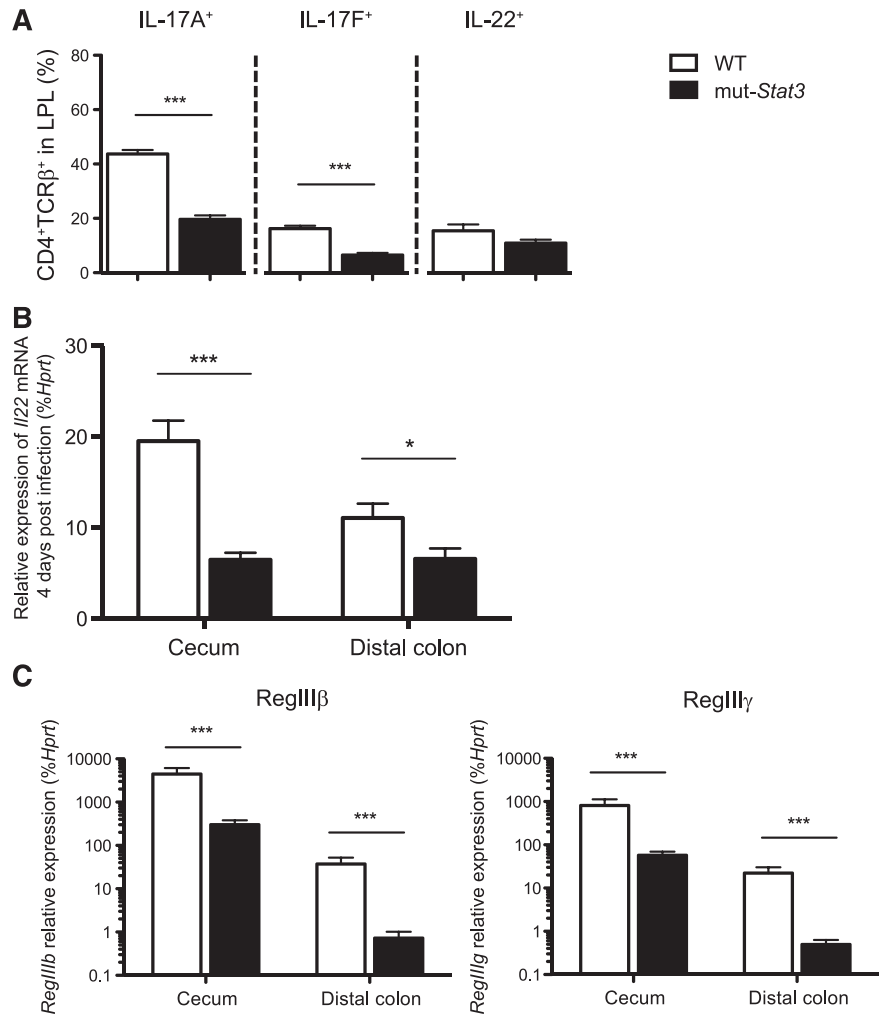 A
IL-17A⁺
IL-17F⁺
IL-22⁺
CD4⁺TCRβ⁺ in LPL (%)
80
60
40
20
0
***
***
WT
mut-Stat3
B
Relative expression of Il22 mRNA
4 days post infection (%Hprt)
30
20
10
0
***
*
Cecum
Distal colon
C
RegIIIβ
RegIIIb relative expression (%Hprt)
10000
1000
100
10
1
0.1
***
***
Cecum
Distal colon
RegIIIγ
RegIIIg relative expression (%Hprt)
10000
1000
100
10
1
0.1
***
***
Cecum
Distal colon